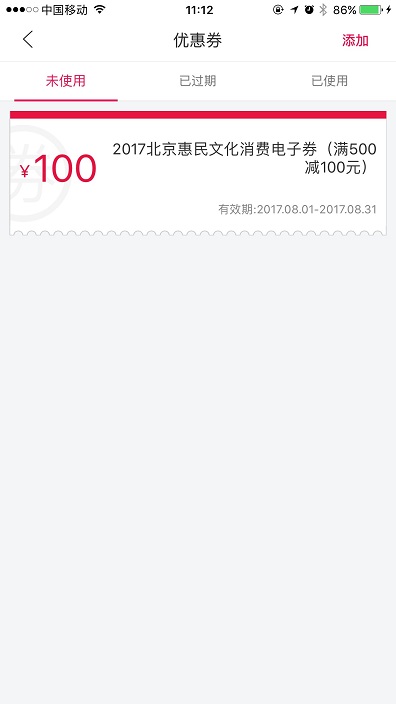 中国移动 11:12 86%
优惠券 添加
未使用 已过期 已使用
券
¥100
2017北京惠民文化消费电子券（满500
减100元）
有效期:2017.08.01-2017.08.31